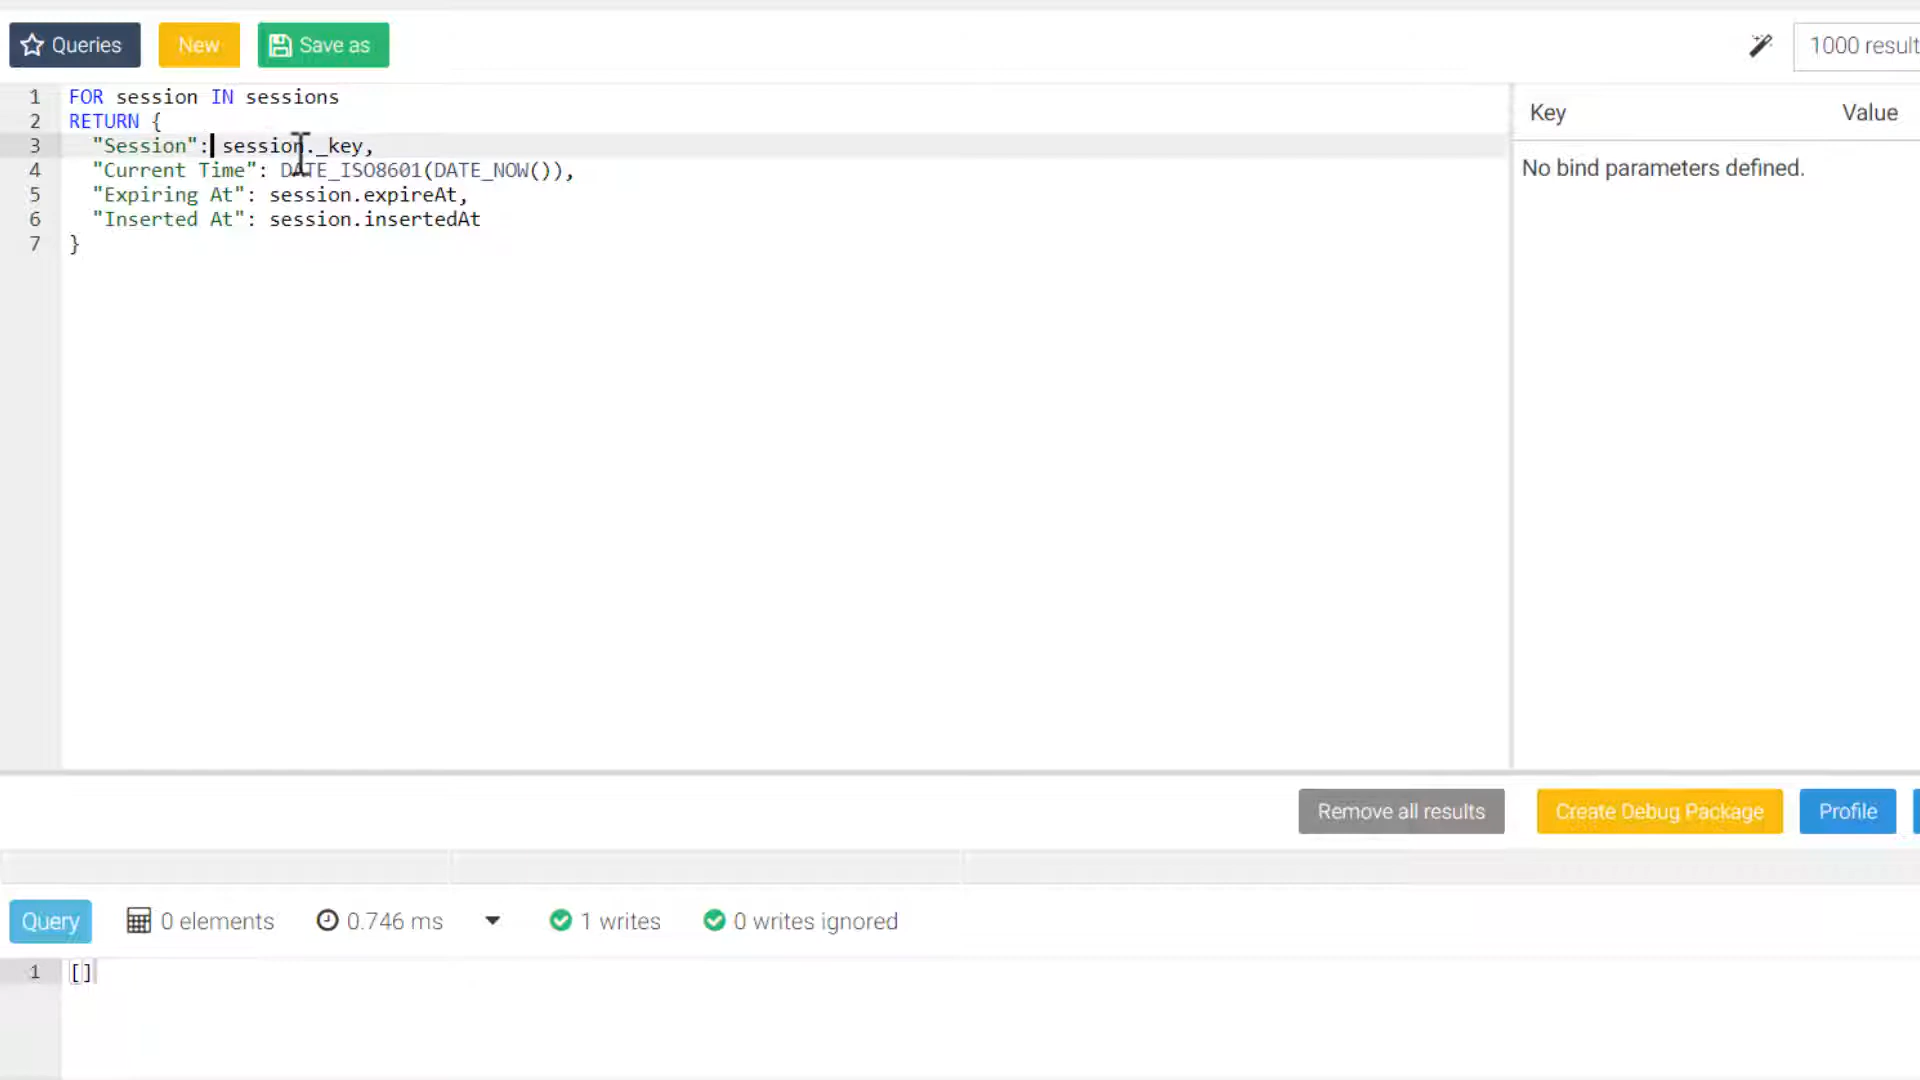 Queries New Save as 1000 result
1 FOR session IN sessions
2 RETURN {
3 "Session": session._key,
4 "Current Time": DATE_ISO8601(DATE_NOW()),
5 "Expiring At": session.expireAt,
6 "Inserted At": session.insertedAt
7 }
Key Value
No bind parameters defined.
Remove all results Create Debug Package Profile
Query 0 elements 0.746 ms 1 writes 0 writes ignored
1 []